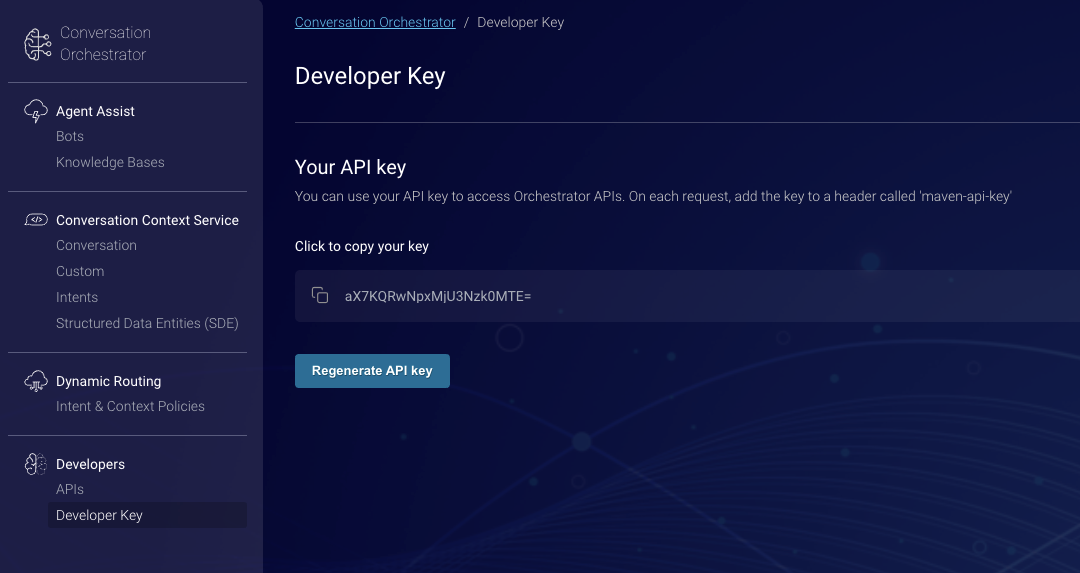 Conversation
Orchestrator
Agent Assist
Bots
Knowledge Bases
Conversation Context Service
Conversation
Custom
Intents
Structured Data Entities (SDE)
Dynamic Routing
Intent & Context Policies
Developers
APIs
Developer Key
Conversation Orchestrator / Developer Key
Developer Key
Your API key
You can use your API key to access Orchestrator APIs. On each request, add the key to a header called 'maven-api-key'
Click to copy your key
aX7KQRwNpxMjU3Nzk0MTE=
Regenerate API key